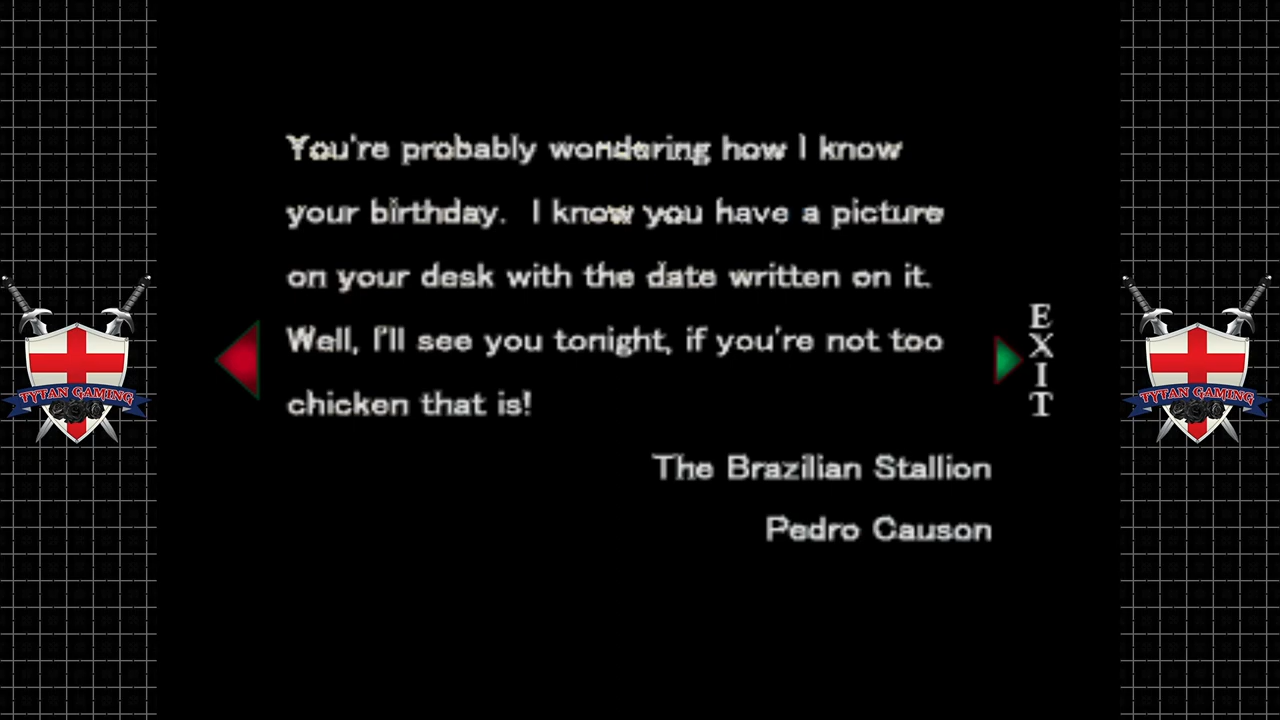 You're probably wondering how I know
your birthday. I know you have a picture
on your desk with the date written on it.
Well, I'll see you tonight, if you're not too
chicken that is!
The Brazilian Stallion
Pedro Causon
EXIT
TYTAN GAMING
TYTAN GAMING